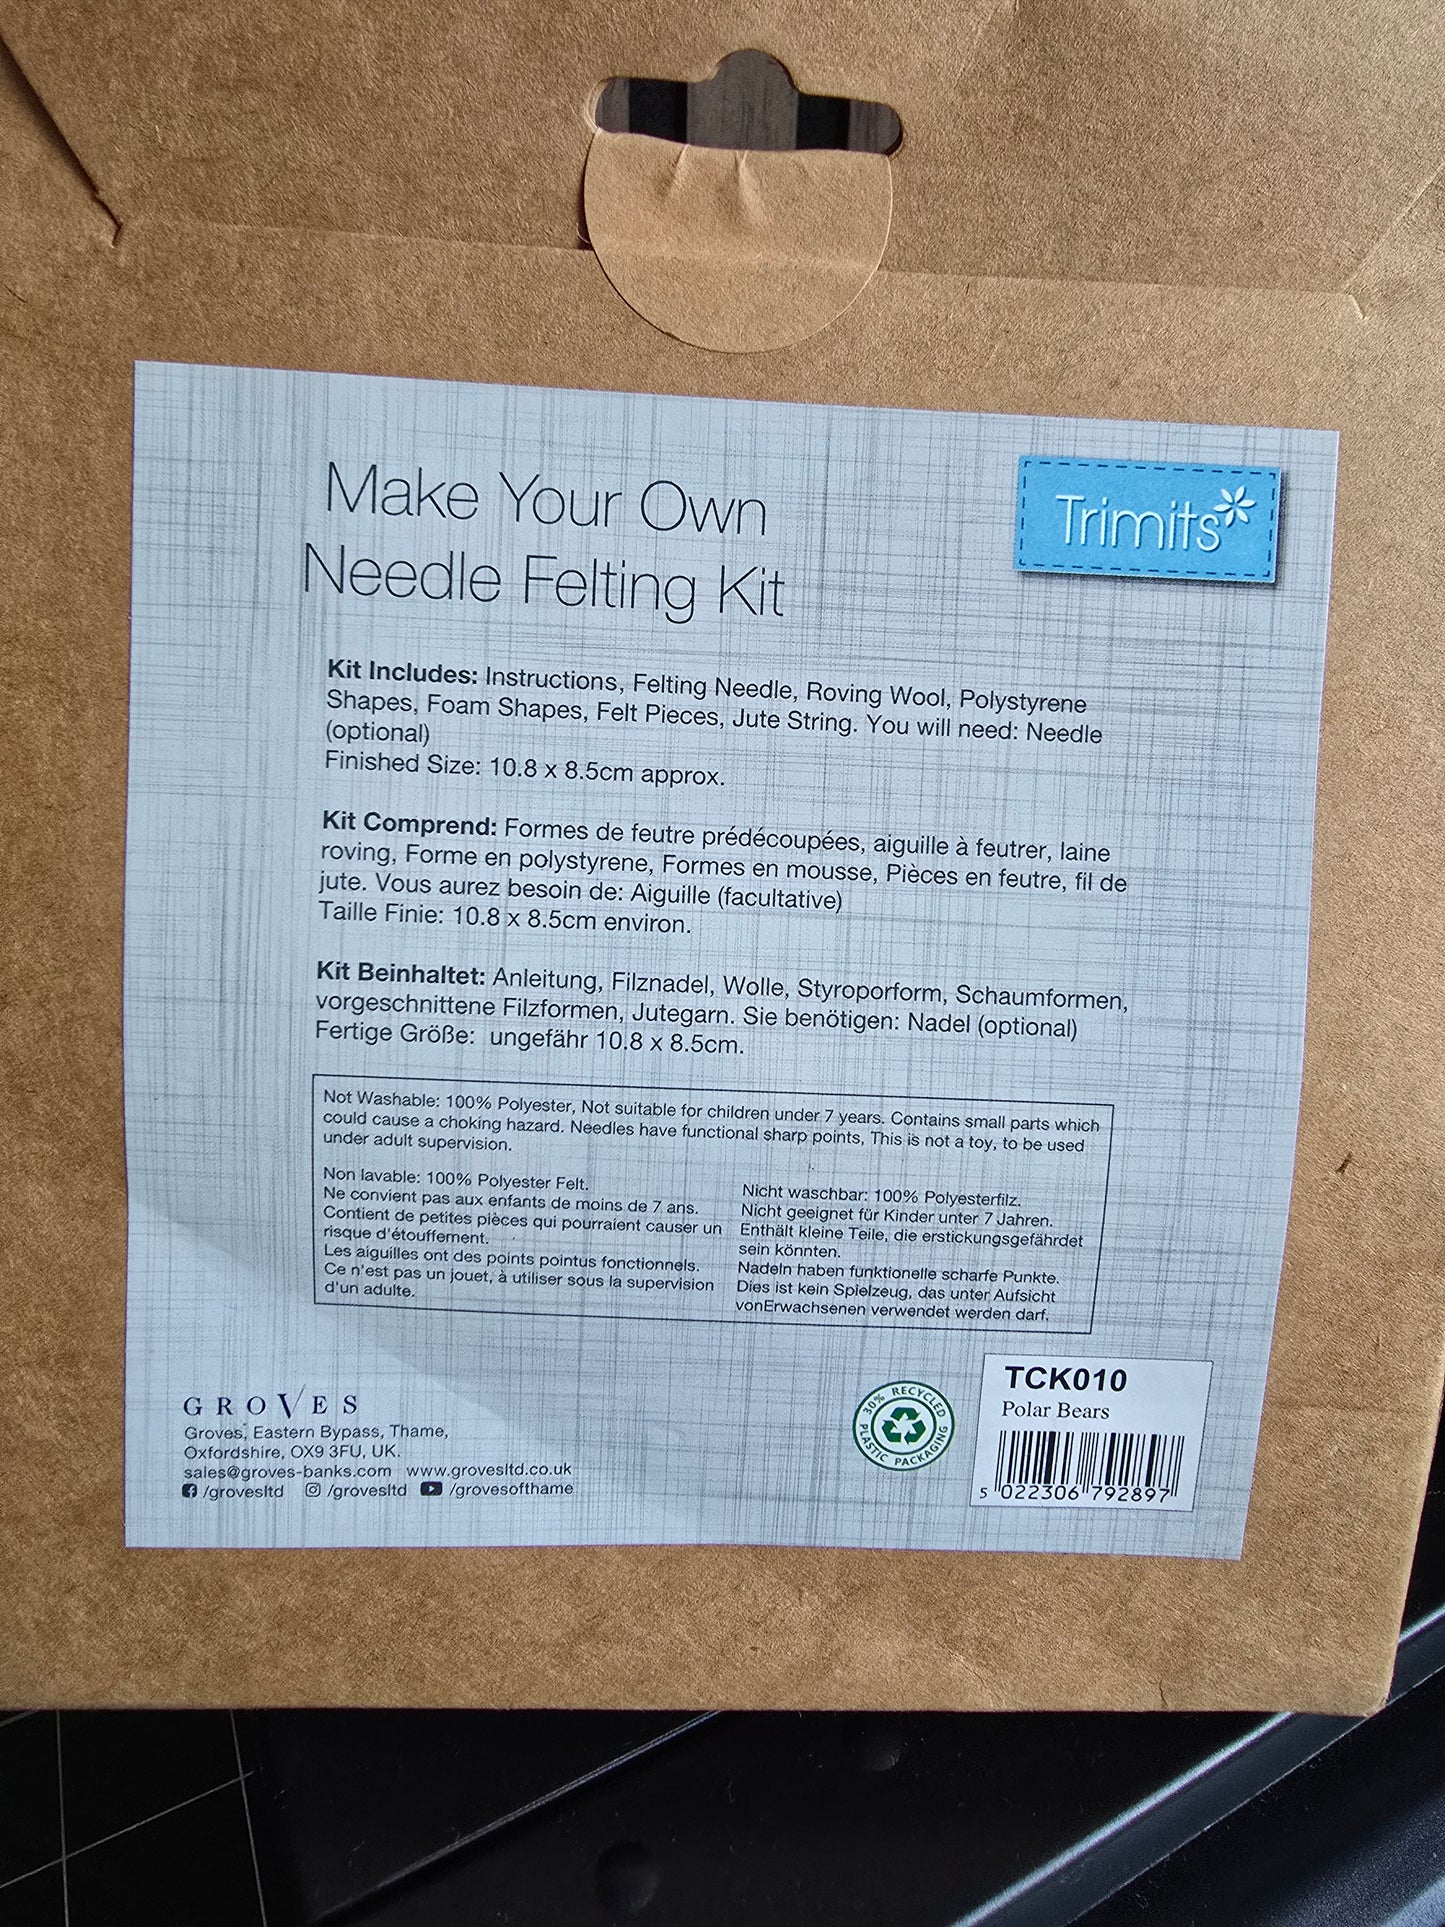 Make Your Own
Needle Felting Kit
Trimits
Kit Includes: Instructions, Felting Needle, Roving Wool, Polystyrene
Shapes, Foam Shapes, Felt Pieces, Jute String. You will need: Needle
(optional)
Finished Size: 10.8 x 8.5cm approx.
Kit Comprend: Formes de feutre prédécoupées, aiguille à feutrer, laine
roving, Forme en polystyrene, Formes en mousse, Pièces en feutre, fil de
jute. Vous aurez besoin de: Aiguille (facultative)
Taille Finie: 10.8 x 8.5cm environ.
Kit Beinhaltet: Anleitung, Filznadel, Wolle, Styroporform, Schaumformen,
vorgeschnittene Filzformen, Jutegarn. Sie benötigen: Nadel (optional)
Fertige Größe: ungefähr 10.8 x 8.5cm.
Not Washable: 100% Polyester, Not suitable for children under 7 years. Contains small parts which
could cause a choking hazard. Needles have functional sharp points, This is not a toy, to be used
under adult supervision.
Non lavable: 100% Polyester Felt.
Ne convient pas aux enfants de moins de 7 ans.
Contient de petites pièces qui pourraient causer un
risque d'étouffement.
Les aiguilles ont des points pointus fonctionnels.
Ce n'est pas un jouet, à utiliser sous la supervision
d'un adulte.
Nicht waschbar: 100% Polyesterfilz.
Nicht geeignet für Kinder unter 7 Jahren.
Enthält kleine Teile, die erstickungsgefährdet
sein könnten.
Nadeln haben funktionelle scharfe Punkte.
Dies ist kein Spielzeug, das unter Aufsicht
vonErwachsenen verwendet werden darf.
GROVES
Groves, Eastern Bypass, Thame,
Oxfordshire, OX9 3FU, UK.
sales@groves-banks.com www.grovesltd.co.uk
/grovesltd /grovesltd /grovesofthame
30% RECYCLED
PLASTIC PACKAGING
TCK010
Polar Bears
5 022306 792897